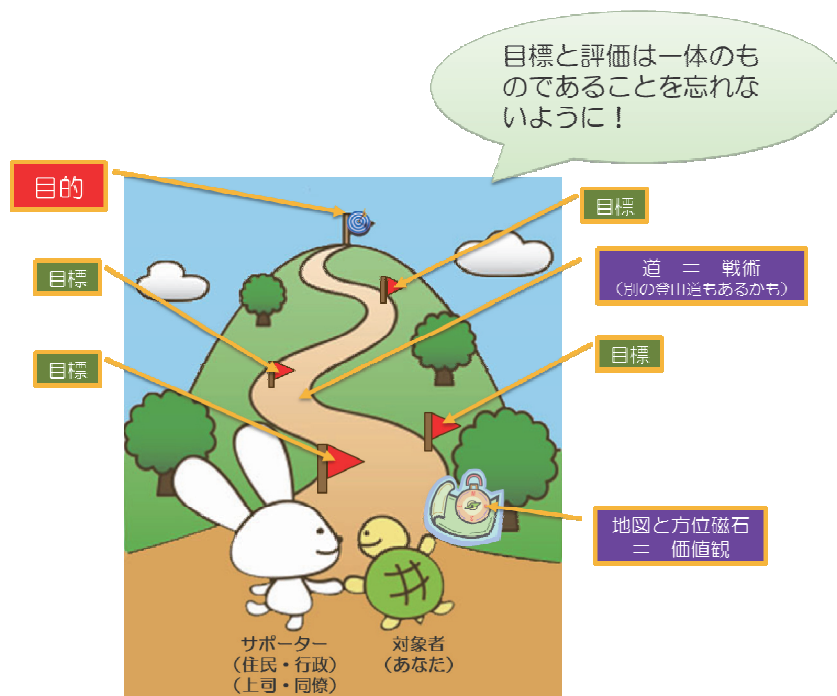 目標と評価は一体のも
のであることを忘れな
いように！
目的
目標
目標
道 ＝ 戦術
（別の登山道もあるかも）
目標
目標
目標
地図と方位磁石
＝ 価値観
サポーター
（住民・行政）
（上司・同僚）
対象者
（あなた）